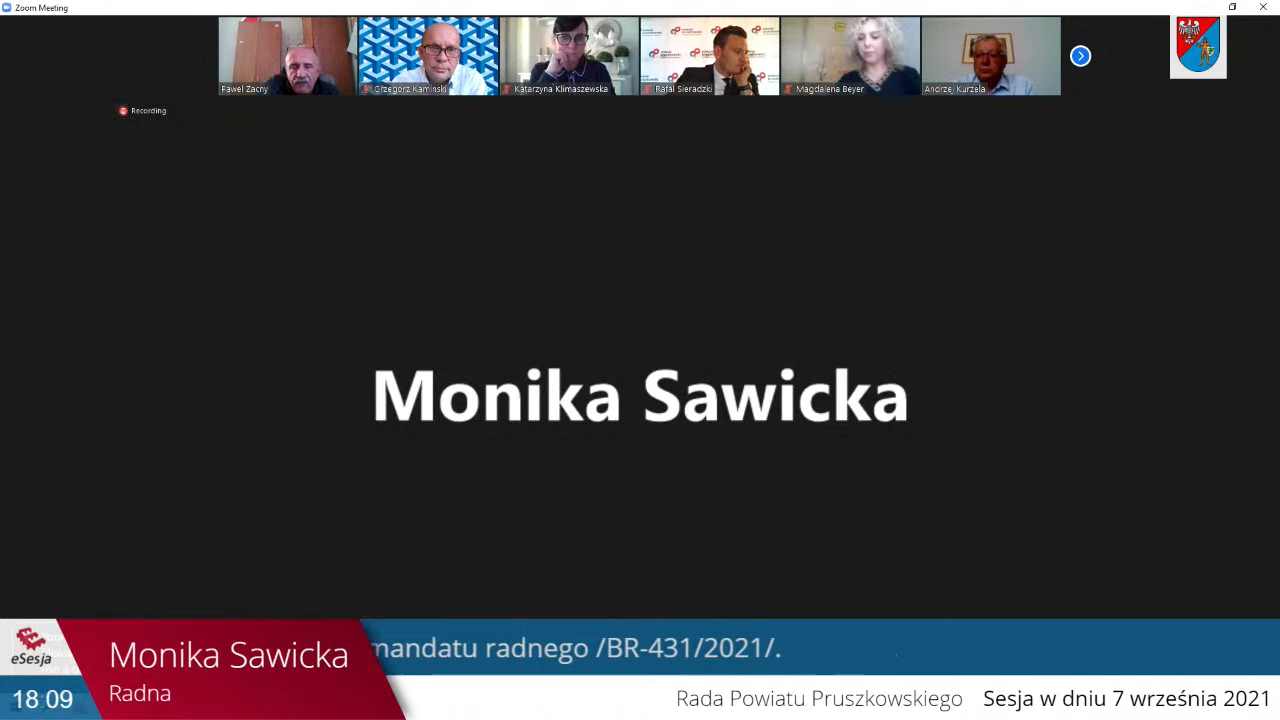 Zoom Meeting
Pawel Zacny
Grzegorz Kamiński
Katarzyna Klimaszewska
Rafał Sieradzki
Magdalena Beyer
Andrzej Kurzela
Recording
Monika Sawicka
eSesja
Monika Sawicka
Radna
mandatu radnego /BR-431/2021/.
18:09
Rada Powiatu Pruszkowskiego
Sesja w dniu 7 września 2021